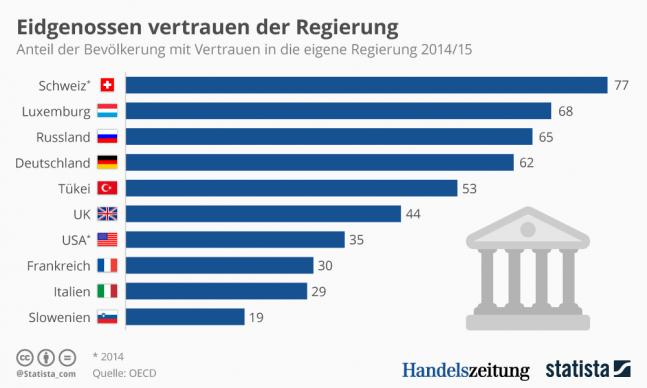 Eidgenossen vertrauen der Regierung
Anteil der Bevölkerung mit Vertrauen in die eigene Regierung 2014/15
Schweiz* 77
Luxemburg 68
Russland 65
Deutschland 62
Tükei 53
UK 44
USA* 35
Frankreich 30
Italien 29
Slowenien 19
* 2014
@Statista_com Quelle: OECD
Handelszeitung statista